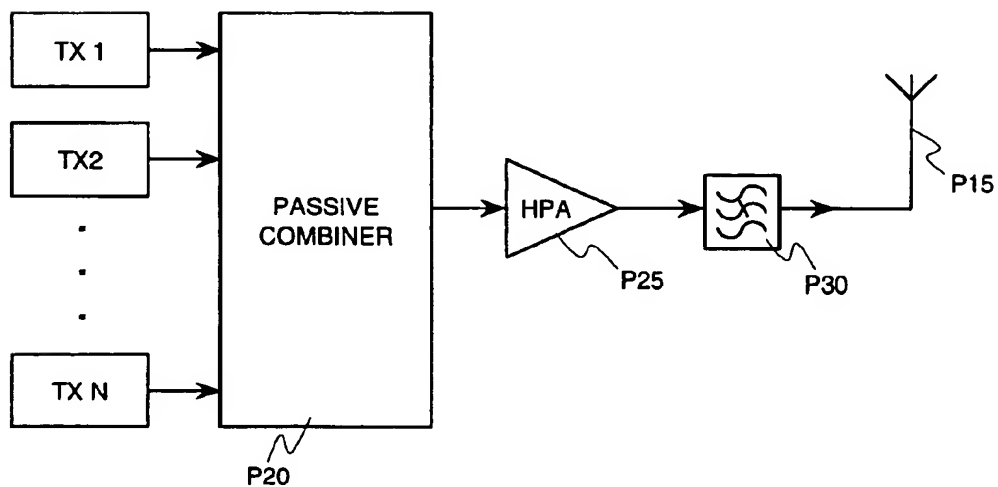 TX 1
TX2
TX N
PASSIVE
COMBINER
P20
HPA
P25
P30
P15